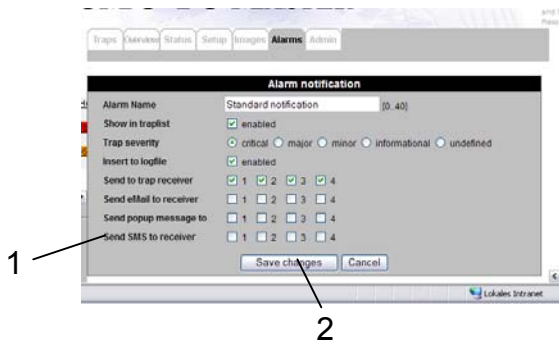 Traps Overview Status Setup Images Alarms Admin
Alarm notification
Alarm Name Standard notification [0..40]
Show in traplist enabled
Trap severity critical major minor informational undefined
Insert to logfile enabled
Send to trap receiver 1 2 3 4
Send eMail to receiver 1 2 3 4
Send popup message to 1 2 3 4
Send SMS to receiver 1 2 3 4
1
Save changes Cancel
Lokales Intranet
2